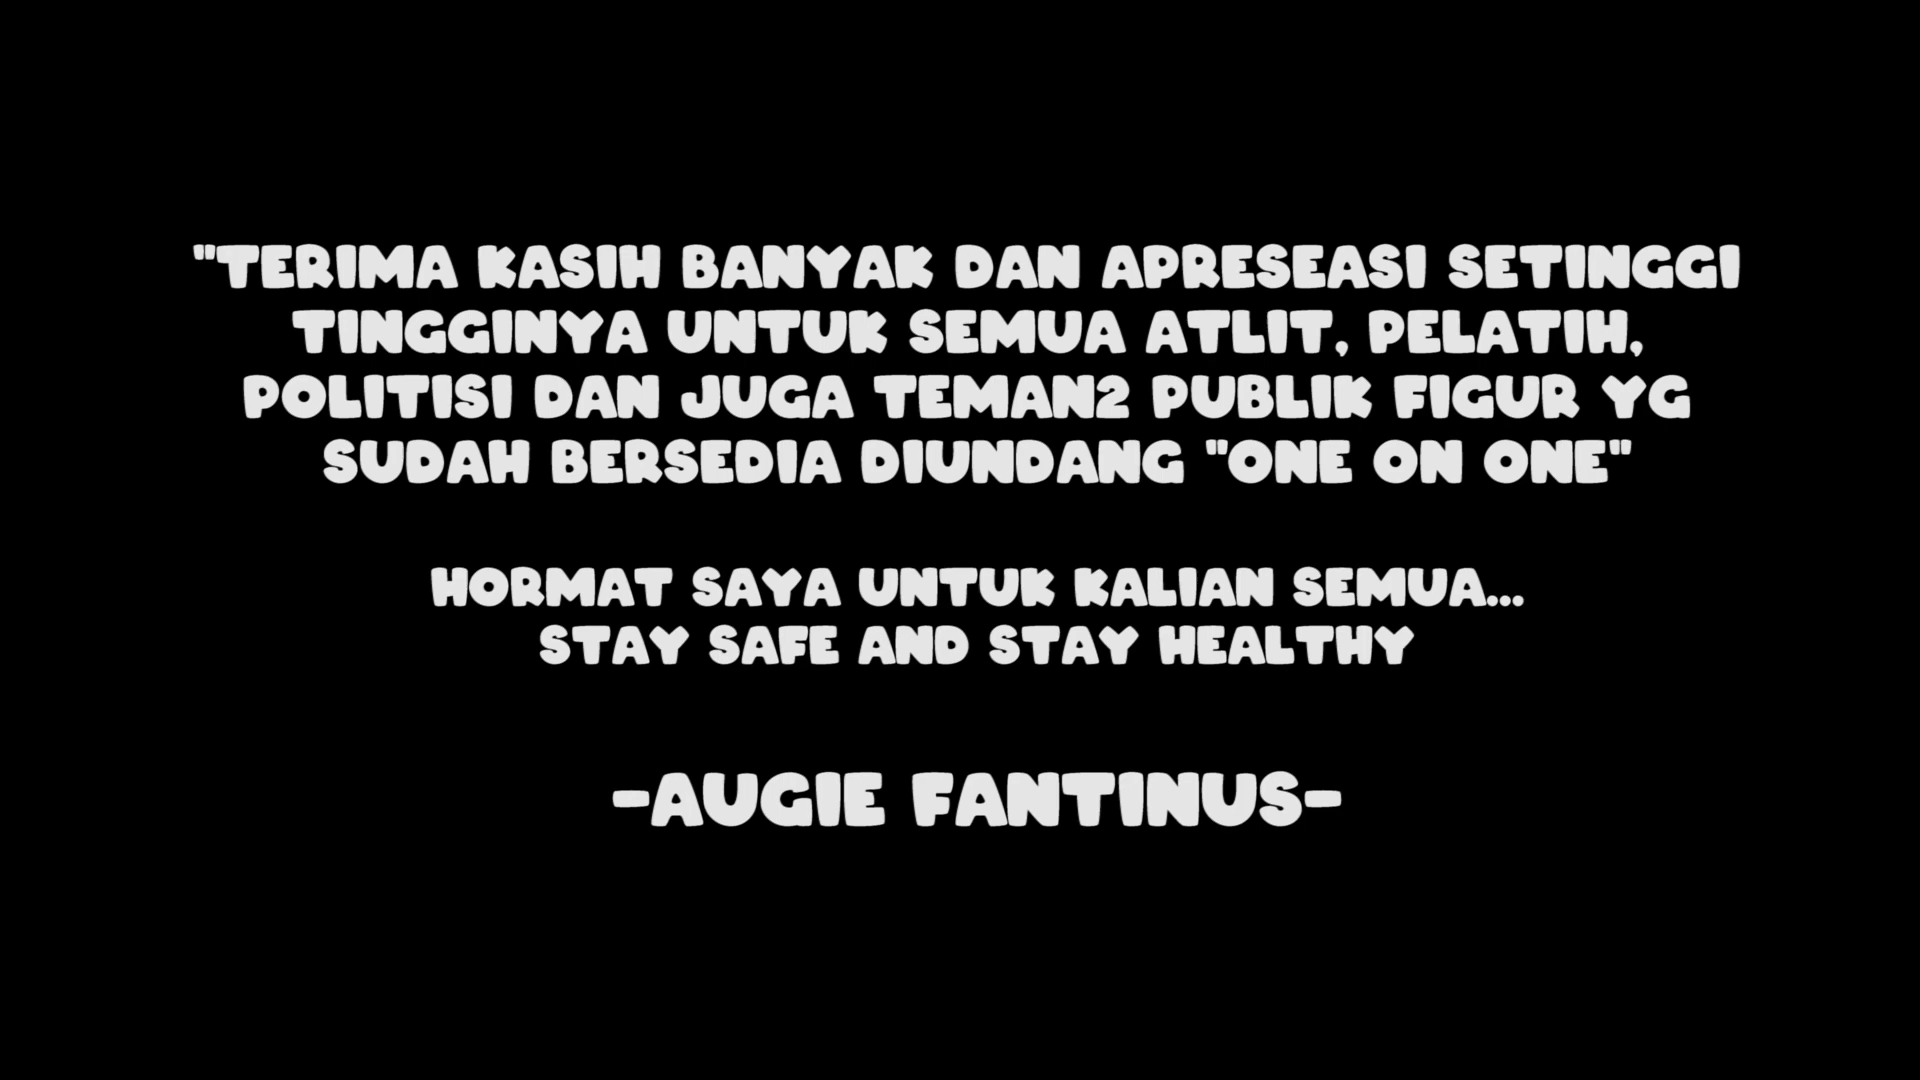 "TERIMA KASIH BANYAK DAN APRESEASI SETINGGI
TINGGINYA UNTUK SEMUA ATLIT, PELATIH,
POLITISI DAN JUGA TEMAN2 PUBLIK FIGUR YG
SUDAH BERSEDIA DIUNDANG "ONE ON ONE"
HORMAT SAYA UNTUK KALIAN SEMUA...
STAY SAFE AND STAY HEALTHY
-AUGIE FANTINUS-